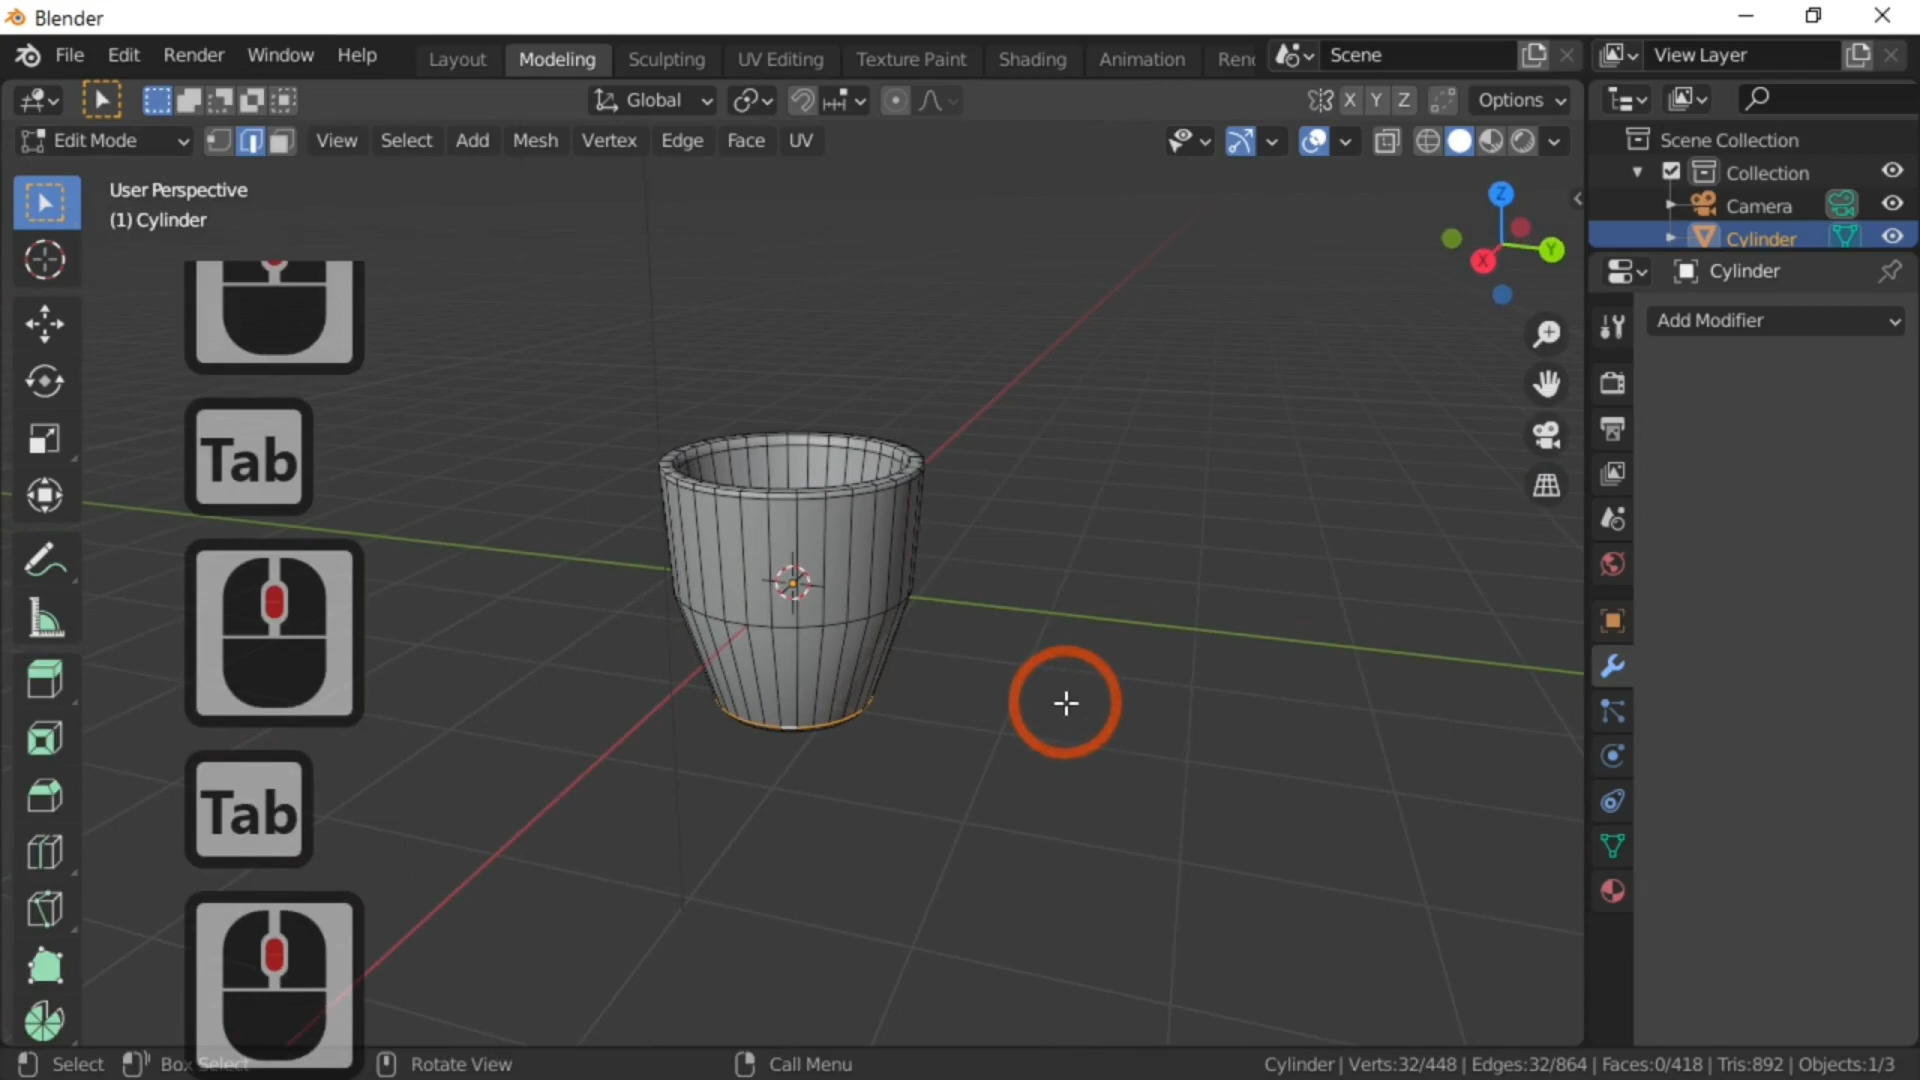 Blender
File Edit Render Window Help Layout Modeling Sculpting UV Editing Texture Paint Shading Animation Ren Scene View Layer
Global X Y Z Options
Edit Mode View Select Add Mesh Vertex Edge Face UV
Scene Collection
Collection
Camera
Cylinder
Cylinder
Add Modifier
User Perspective
(1) Cylinder
Z
Y
X
Tab
Tab
Select Box Select Rotate View Call Menu Cylinder | Verts:32/448 | Edges:32/864 | Faces:0/418 | Tris:892 | Objects:1/3